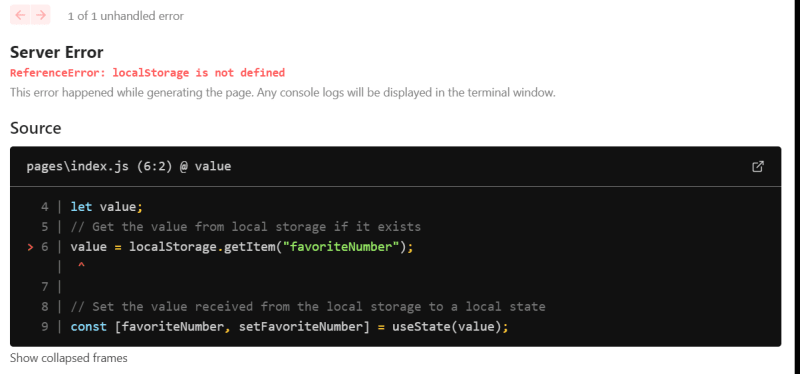 1 of 1 unhandled error
Server Error
ReferenceError: localStorage is not defined
This error happened while generating the page. Any console logs will be displayed in the terminal window.
Source
pages\index.js (6:2) @ value
4 | let value;
5 | // Get the value from local storage if it exists
> 6 | value = localStorage.getItem("favoriteNumber");
| ^
7 |
8 | // Set the value received from the local storage to a local state
9 | const [favoriteNumber, setFavoriteNumber] = useState(value);
Show collapsed frames